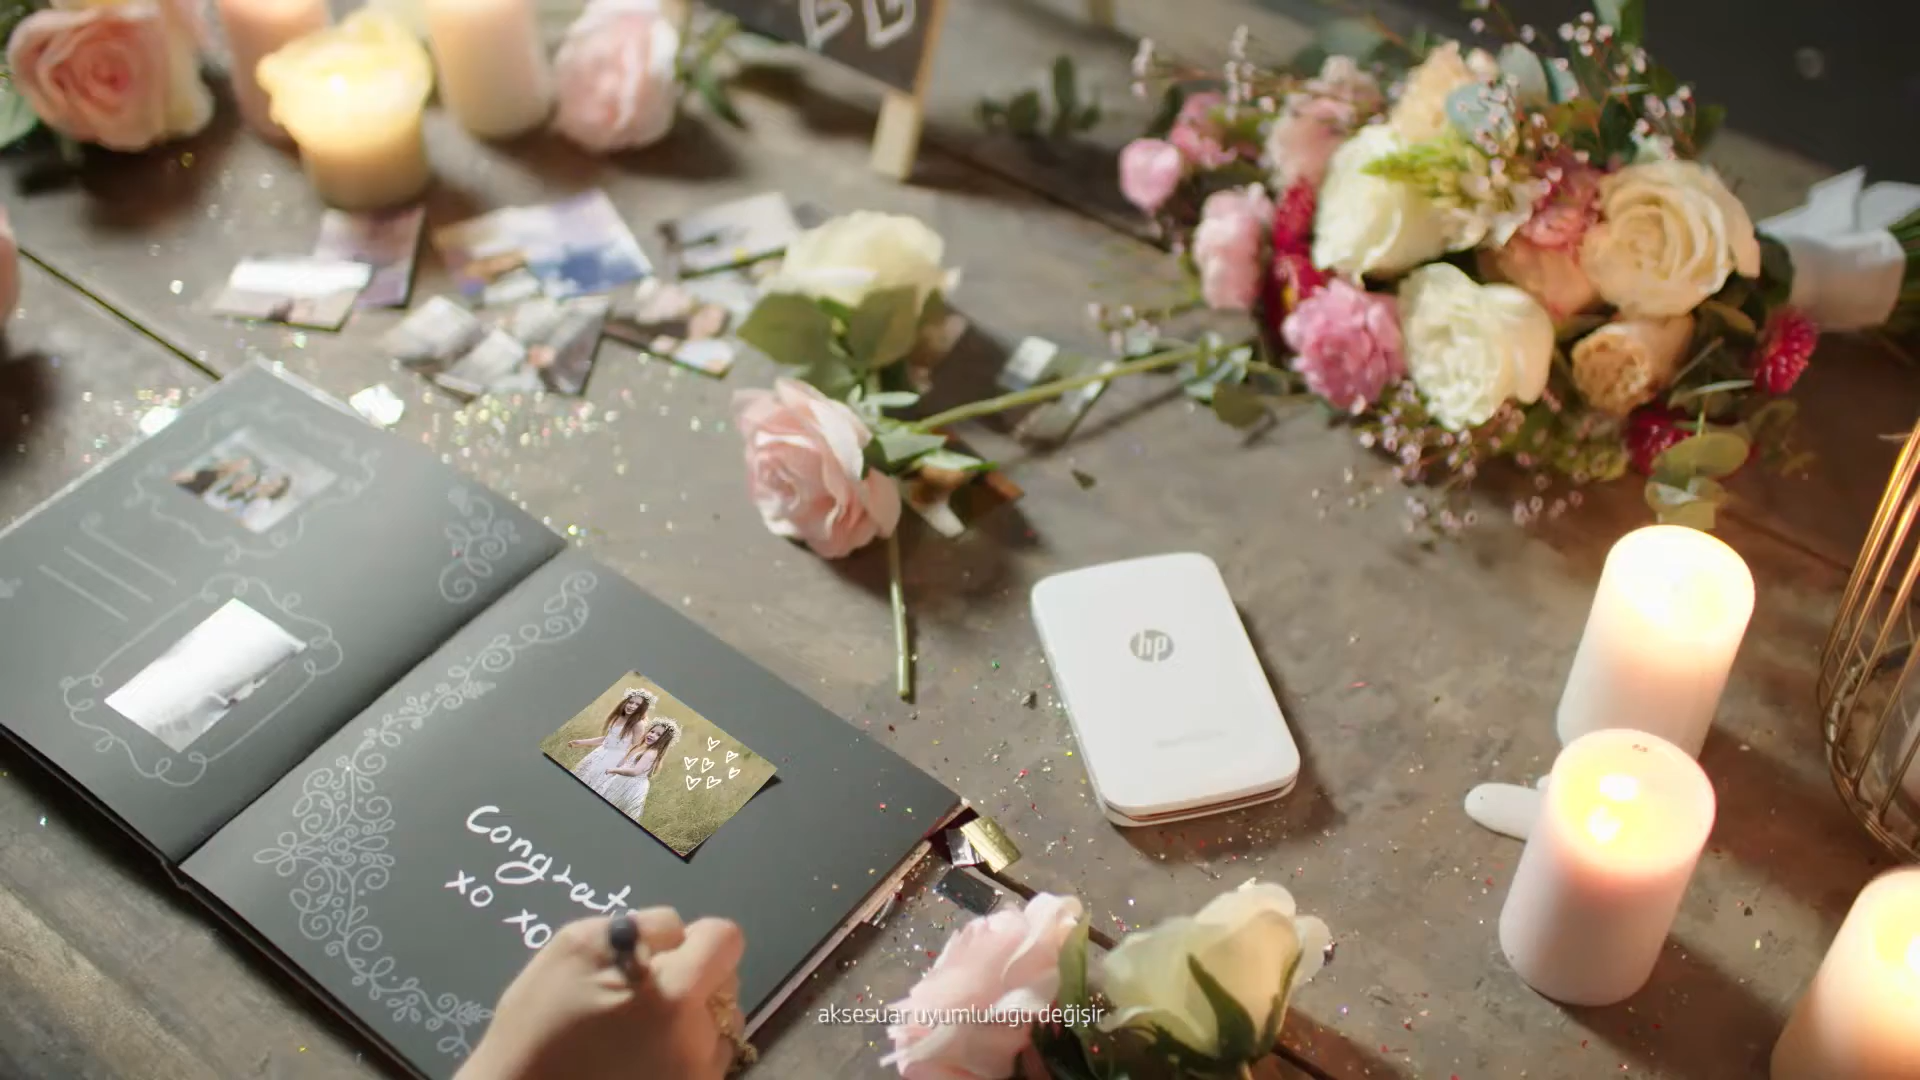 hp
Congrat
xo xo
aksesuar uyumluluğu değişir